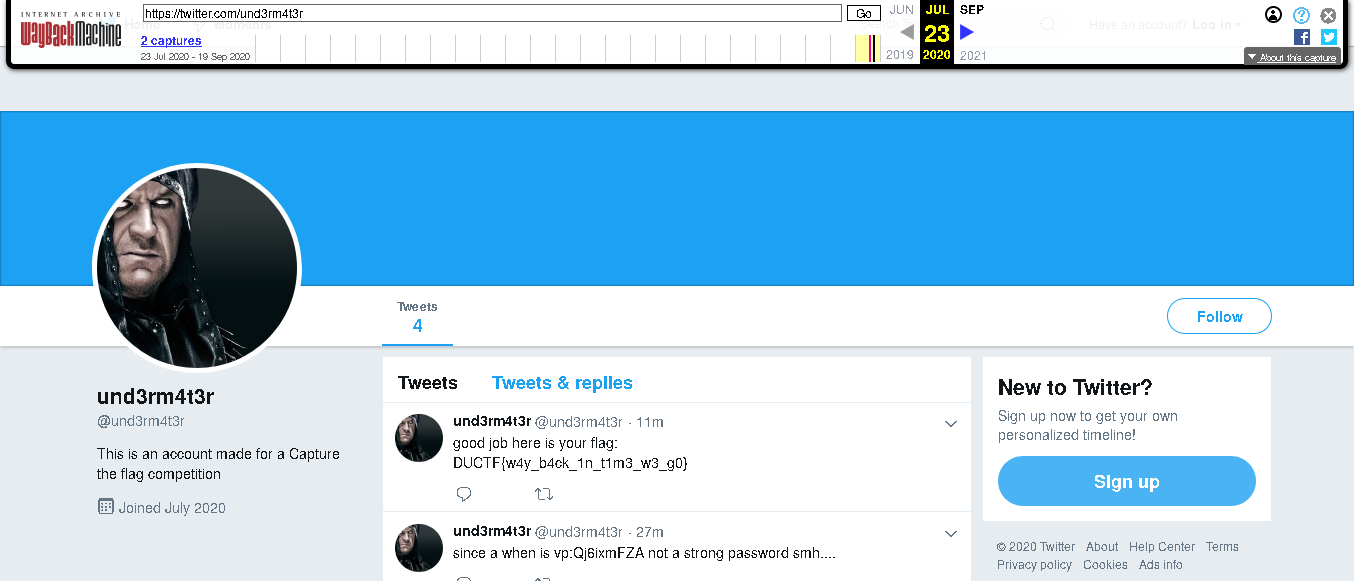 INTERNET ARCHIVE
WayBackMachine
https://twitter.com/und3rm4t3r
Go
JUN JUL SEP
23
2019 2020 2021
2 captures
23 Jul 2020 - 19 Sep 2020
Have an account? Log in
About this capture
Tweets
4
Follow
und3rm4t3r
@und3rm4t3r
This is an account made for a Capture
the flag competition
Joined July 2020
Tweets Tweets & replies
und3rm4t3r @und3rm4t3r · 11m
good job here is your flag:
DUCTF{w4y_b4ck_1n_t1m3_w3_g0}
und3rm4t3r @und3rm4t3r · 27m
since a when is vp:Qj6ixmFZA not a strong password smh....
New to Twitter?
Sign up now to get your own
personalized timeline!
Sign up
© 2020 Twitter About Help Center Terms
Privacy policy Cookies Ads info